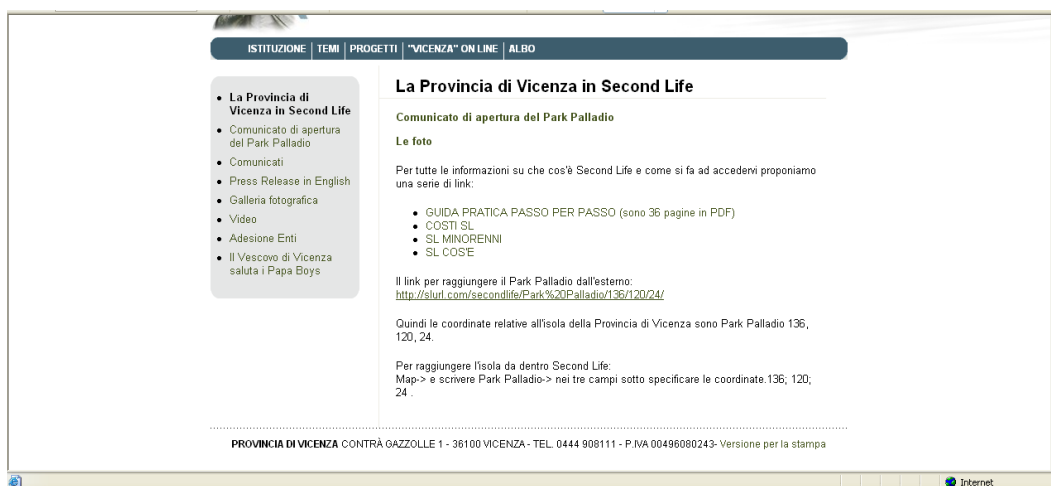 ISTITUZIONE | TEMI | PROGETTI | "VICENZA" ON LINE | ALBO
La Provincia di
Vicenza in Second Life
Comunicato di apertura
del Park Palladio
Comunicati
Press Release in English
Galleria fotografica
Video
Adesione Enti
Il Vescovo di Vicenza
saluta i Papa Boys
La Provincia di Vicenza in Second Life
Comunicato di apertura del Park Palladio
Le foto
Per tutte le informazioni su che cos'è Second Life e come si fa ad accedervi proponiamo
una serie di link:
GUIDA PRATICA PASSO PER PASSO (sono 36 pagine in PDF)
COSTI SL
SL MINORENNI
SL COS'E
Il link per raggiungere il Park Palladio dall'esterno:
http://slurl.com/secondlife/Park%20Palladio/136/120/24/
Quindi le coordinate relative all'isola della Provincia di Vicenza sono Park Palladio 136,
120, 24.
Per raggiungere l'isola da dentro Second Life:
Map-> e scrivere Park Palladio-> nei tre campi sotto specificare le coordinate.136; 120;
24 .
PROVINCIA DI VICENZA CONTRÀ GAZZOLLE 1 - 36100 VICENZA - TEL. 0444 908111 - P.IVA 00496080243- Versione per la stampa
Internet